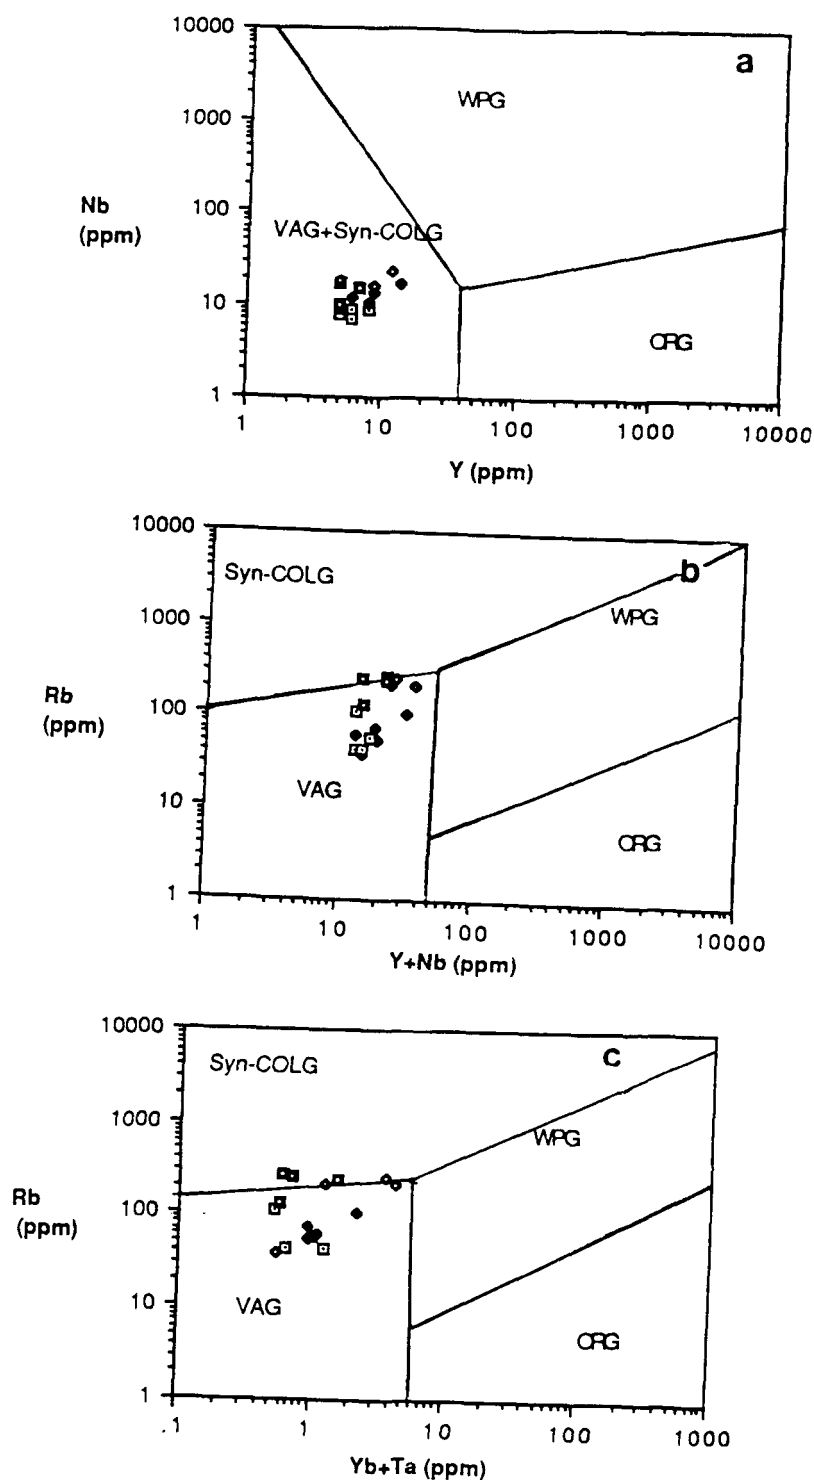 10000
a
WPG
1000
Nb
(ppm)
100
VAG+Syn-COLG
10
ORG
1
1 10 100 1000 10000
Y (ppm)
10000
Syn-COLG
b
1000
WPG
Rb
(ppm)
100
VAG
10
ORG
1
1 10 100 1000 10000
Y+Nb (ppm)
10000
Syn-COLG
c
1000
WPG
Rb
(ppm)
100
VAG
10
ORG
1
.1 1 10 100 1000
Yb+Ta (ppm)